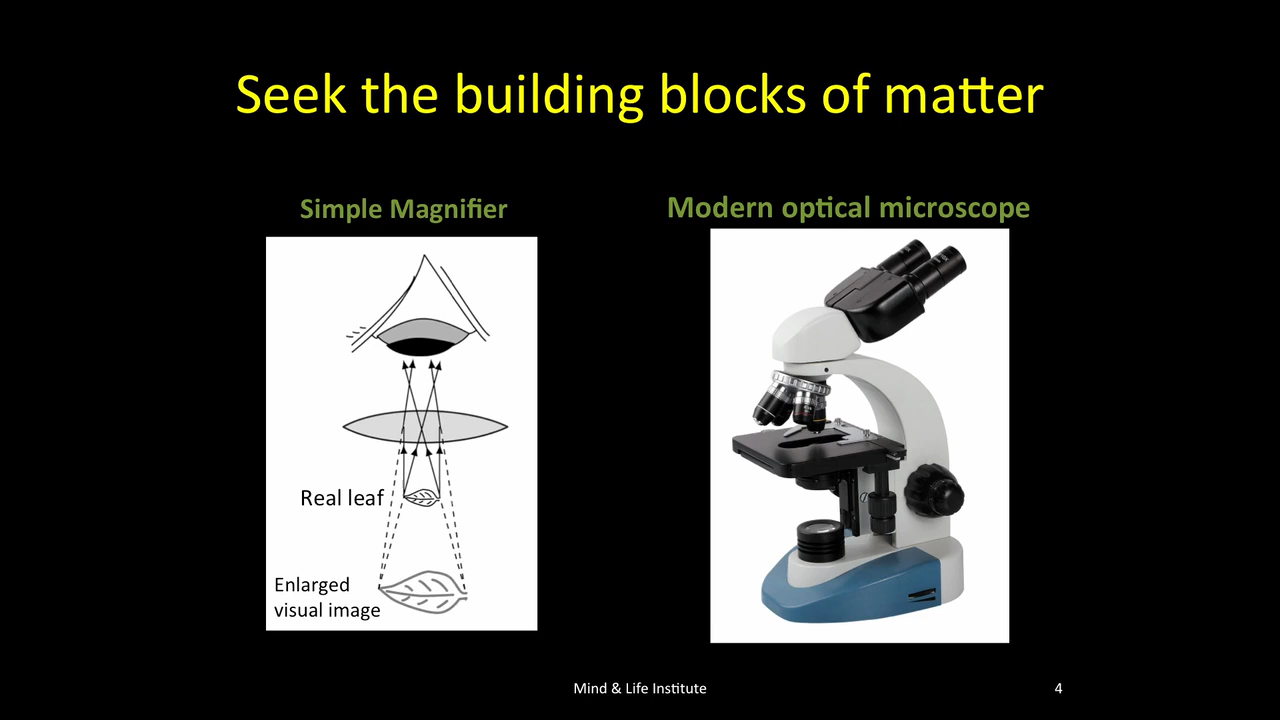 Seek the building blocks of matter
Simple Magnifier
Modern optical microscope
Real leaf
Enlarged
visual image
Mind & Life Institute
4